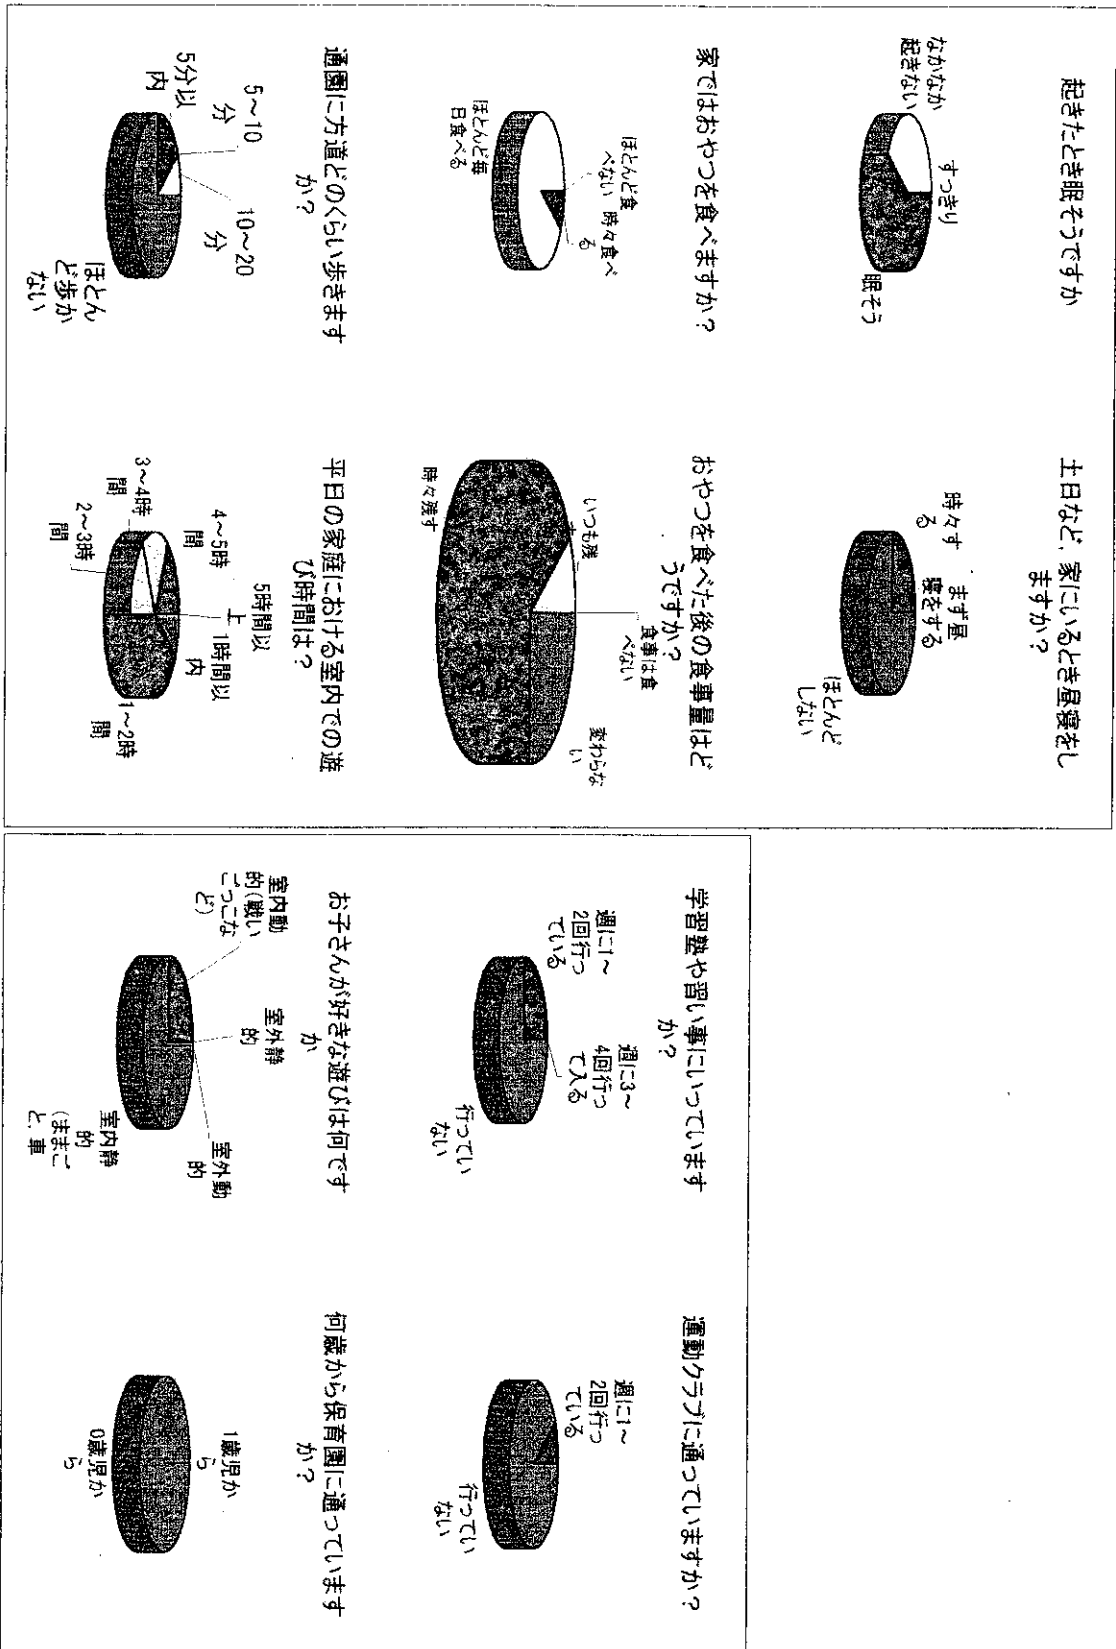 起きたとき眠そうですか
なかなか
起きない
すっきり
眠そう
土日など、家にいるとき昼寝をし
ますか？
時々す
る
まず昼
寝をする
ほとんど
しない
家ではおやつを食べますか？
ほとんど食
べない
時々食べ
る
ほとんど毎
日食べる
おやつを食べた後の食事量はど
うですか？
いつも残
す
食事は食
べない
変わらな
い
時々残す
通園に方道どのくらい歩きます
か？
5分以
内
5～10
分
10～20
分
ほとん
ど歩か
ない
平日の家庭における室内での遊
び時間は？
3～4時
間
4～5時
間
5時間以
上
1時間以
内
2～3時
間
1～2時
間
学習塾や習い事にいっています
か？
週に1～
2回行っ
ている
週に3～
4回行っ
て入る
行ってい
ない
運動クラブに通っていますか？
週に1～
2回行っ
ている
行ってい
ない
お子さんが好きな遊びは何です
か
室内動
的(戦い
ごっこな
ど)
室外静
的
室外動
的
室内静
的
(ままご
と、車
何歳から保育園に通っています
か？
1歳児か
ら
0歳児か
ら